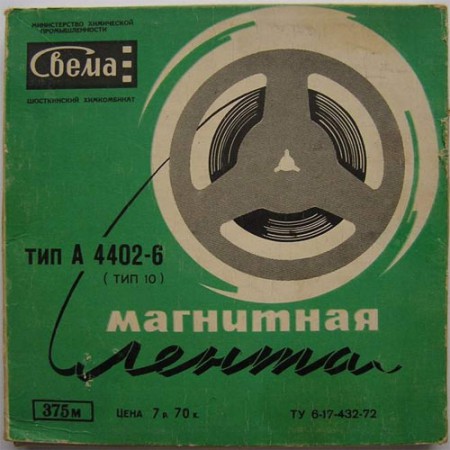 МИНИСТЕРСТВО ХИМИЧЕСКОЙ
ПРОМЫШЛЕННОСТИ
Свема
ШОСТКИНСКИЙ ХИМКОМБИНАТ
ТИП А 4402-6
(ТИП 10)
МАГНИТНАЯ
лента
375 м
ЦЕНА 7 р. 70 к.
ТУ 6-17-432-72